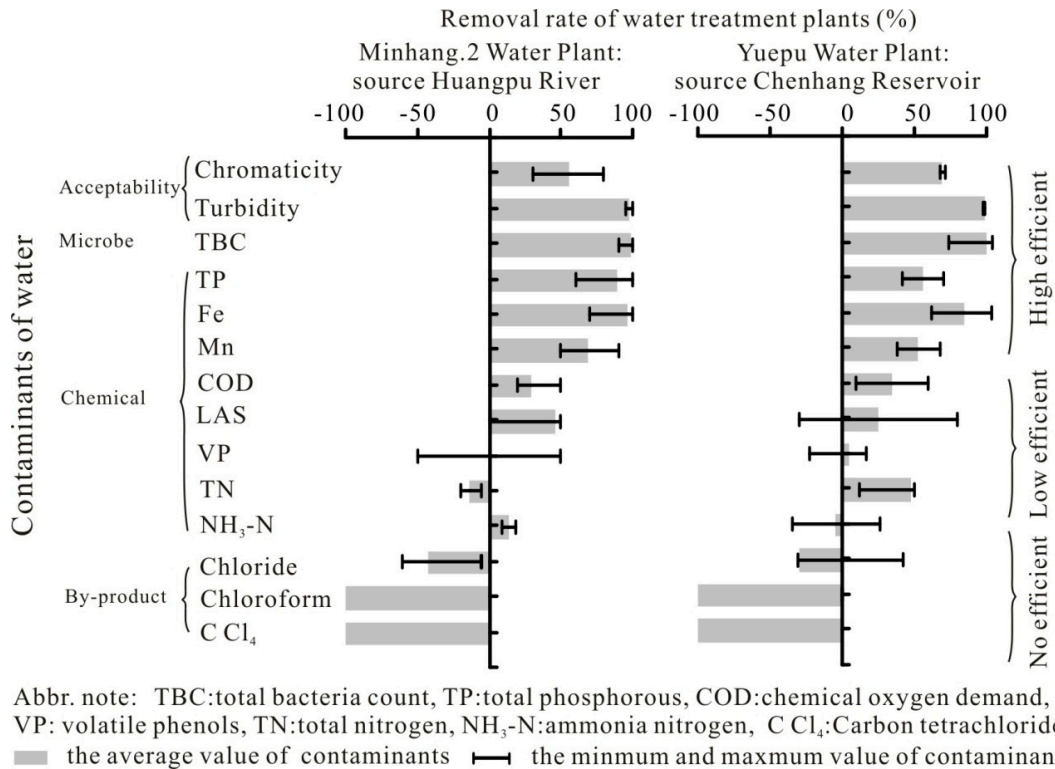 Removal rate of water treatment plants (%)
Minhang.2 Water Plant:
source Huangpu River
Yuepu Water Plant:
source Chenhang Reservoir
-100 -50 0 50 100
-100 -50 0 50 100
Contaminants of water
Acceptability
Chromaticity
Turbidity
Microbe
TBC
Chemical
TP
Fe
Mn
COD
LAS
VP
TN
NH₃-N
By-product
Chloride
Chloroform
C Cl₄
High efficient
Low efficient
No efficient
Abbr. note: TBC:total bacteria count, TP:total phosphorous, COD:chemical oxygen demand,
VP: volatile phenols, TN:total nitrogen, NH₃-N:ammonia nitrogen, C Cl₄:Carbon tetrachloride
the average value of contaminants
the minimum and maxmum value of contaminan